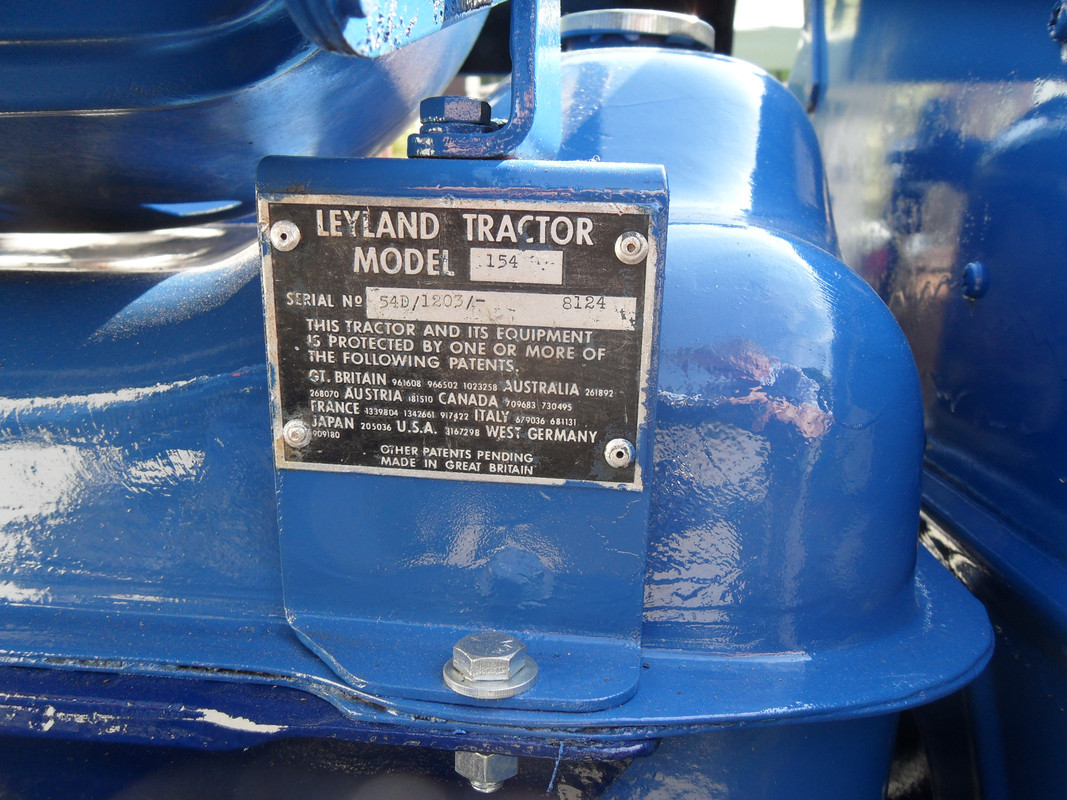 LEYLAND TRACTOR
MODEL 154
SERIAL Nº 54D/1203/- 8124
THIS TRACTOR AND ITS EQUIPMENT
IS PROTECTED BY ONE OR MORE OF
THE FOLLOWING PATENTS.
GT. BRITAIN 961608 966502 1023258 AUSTRALIA 261892
268070 AUSTRIA 181510 CANADA 709683 730495
FRANCE 1339804 1342661 917422 ITALY 679036 681131
JAPAN 205036 U.S.A. 3167298 WEST GERMANY
909180
OTHER PATENTS PENDING
MADE IN GREAT BRITAIN